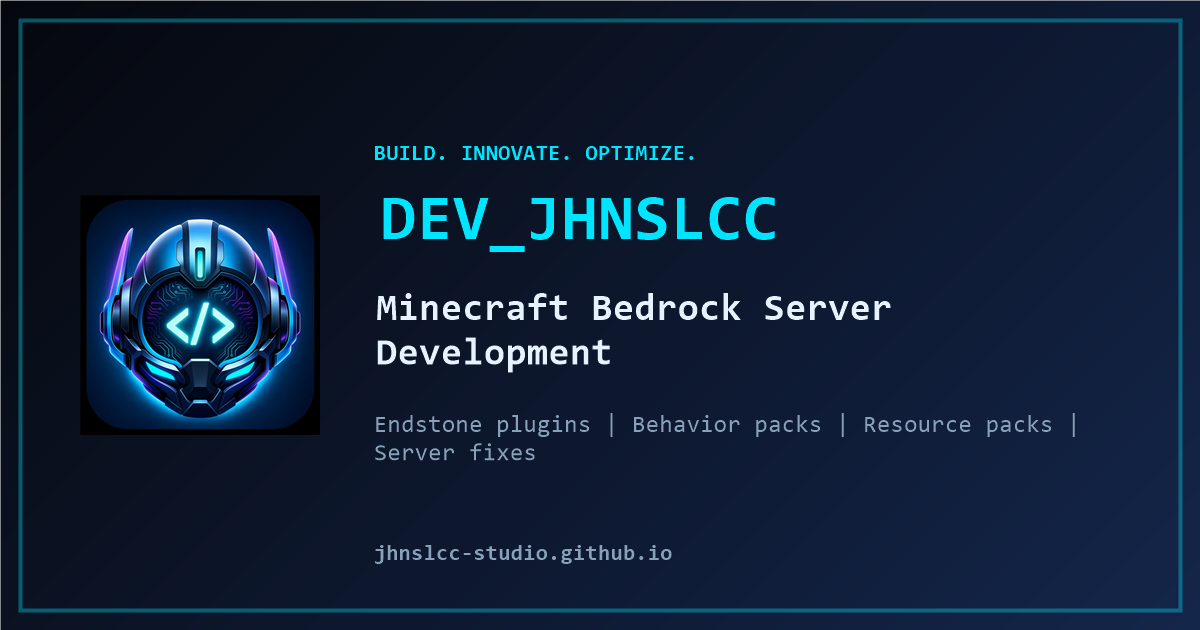 BUILD. INNOVATE. OPTIMIZE.
DEV_JHNSLCC
</>
Minecraft Bedrock Server
Development
Endstone plugins | Behavior packs | Resource packs |
Server fixes
jhnslcc-studio.github.io